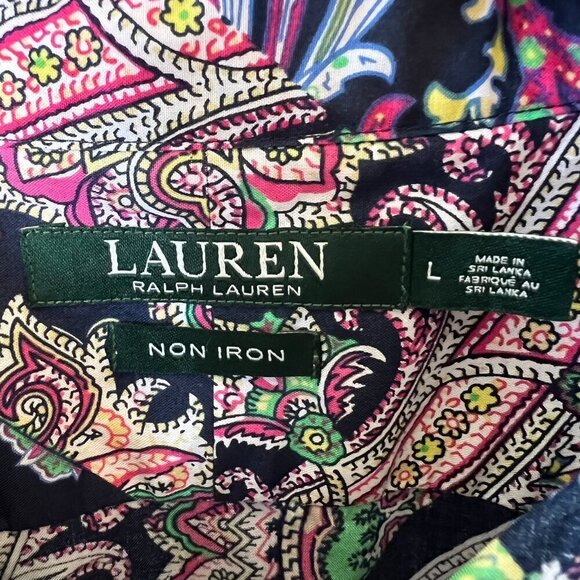 LAUREN
RALPH LAUREN
L
MADE IN
SRI LANKA
FABRIQUÉ AU
SRI LANKA
NON IRON